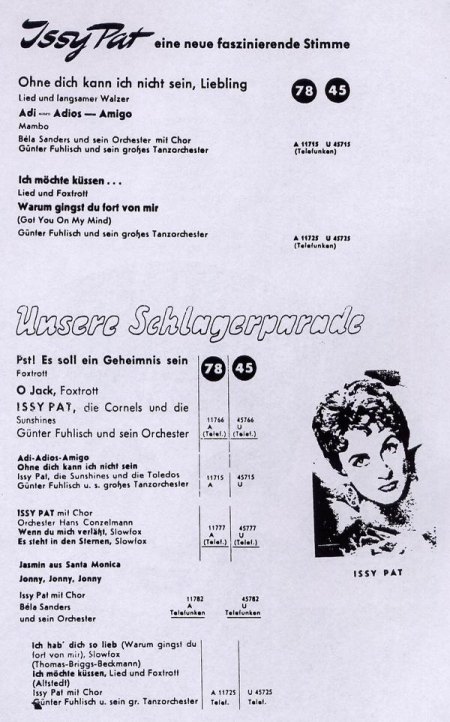 Issy Pat eine neue faszinierende Stimme
Ohne dich kann ich nicht sein, Liebling
Lied und langsamer Walzer
78 45
Adi — Adios — Amigo
Mambo
Béla Sanders und sein Orchester mit Chor
Günter Fuhlisch und sein großes Tanzorchester
A 11715 U 45715
(Telefunken)
Ich möchte küssen . . .
Lied und Foxtrott
Warum gingst du fort von mir
(Got You On My Mind)
Günter Fuhlisch und sein großes Tanzorchester
A 11725 U 45725
(Telefunken)
Unsere Schlagerparade
Pst! Es soll ein Geheimnis sein
Foxtrott
78 45
O Jack, Foxtrott
ISSY PAT, die Cornels und die
Sunshines
Günter Fuhlisch und sein Orchester
11766 45766
A U
(Telef.) (Telef.)
Adi-Adios-Amigo
Ohne dich kann ich nicht sein
Issy Pat, die Sunshines und die Toledos
Günter Fuhlisch u. s. großes Tanzorchester
11715 45715
A U
ISSY PAT mit Chor
Orchester Hans Conzelmann
Wenn du mich verläßt, Slowfox
Es steht in den Sternen, Slowfox
11777 45777
A U
(Telef.) (Telef.)
Jasmin aus Santa Monica
Jonny, Jonny, Jonny
Issy Pat mit Chor
Béla Sanders
und sein Orchester
11782 45782
A U
Telefunken Telefunken
ISSY PAT
Ich hab' dich so lieb (Warum gingst du
fort von mir), Slowfox
(Thomas-Briggs-Beckmann)
Ich möchte küssen, Lied und Foxtrott
(Altstedt)
Issy Pat mit Chor
Günter Fuhlisch u. sein gr. Tanzorchester
A 11725 U 45725
Telef. Telef.